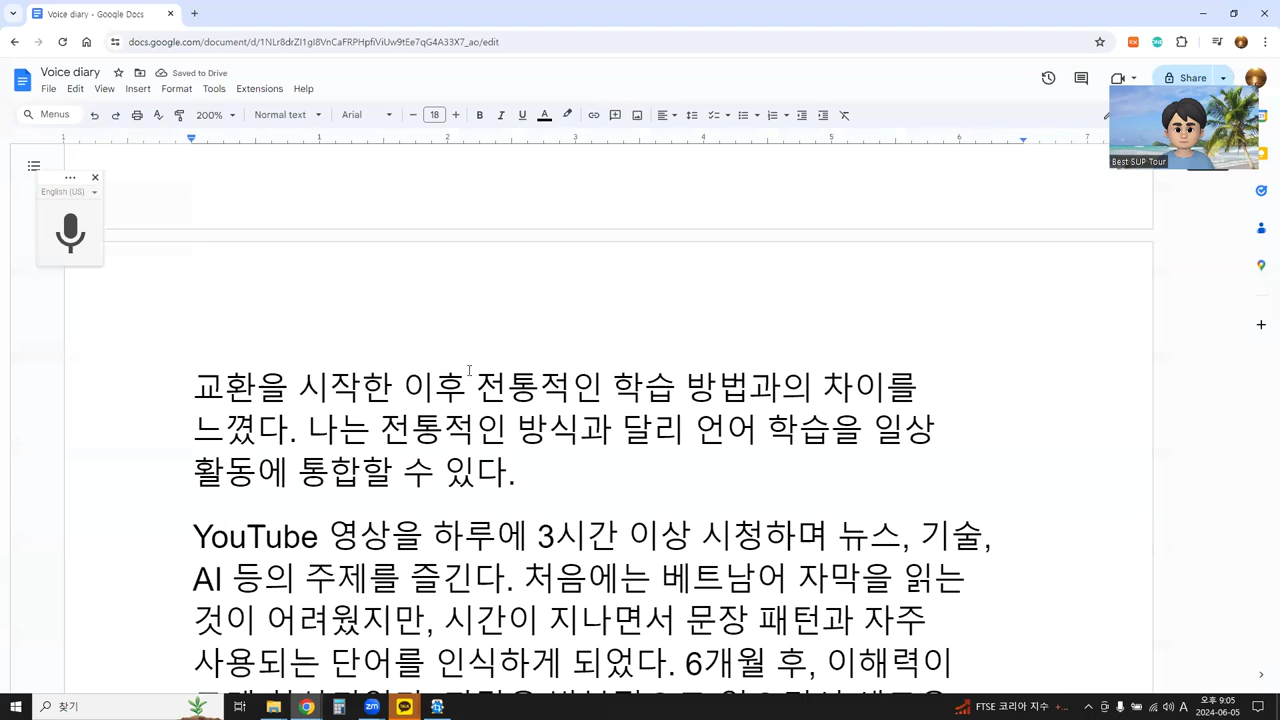 Voice diary - Google Docs
docs.google.com/document/d/1NLr8drZI1gI8VnCaFRPHpfiViUw9tEe7qG4A33X7_ao/edit
Voice diary
Saved to Drive
File Edit View Insert Format Tools Extensions Help
Share
Menus
200%
Normal text
Arial
18
B I U A
1 1 2 3 4 5 6 7
Best SUP Tour
English (US)
교환을 시작한 이후 전통적인 학습 방법과의 차이를
느꼈다. 나는 전통적인 방식과 달리 언어 학습을 일상
활동에 통합할 수 있다.
YouTube 영상을 하루에 3시간 이상 시청하며 뉴스, 기술,
AI 등의 주제를 즐긴다. 처음에는 베트남어 자막을 읽는
것이 어려웠지만, 시간이 지나면서 문장 패턴과 자주
사용되는 단어를 인식하게 되었다. 6개월 후, 이해력이
찾기
FTSE 코리아 지수
A
오후 9:05
2024-06-05